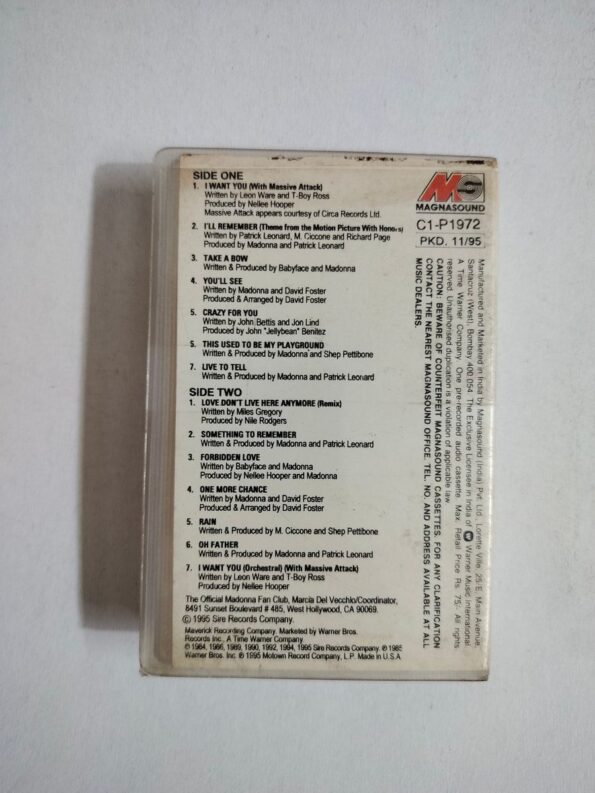 SIDE ONE
1. I WANT YOU (With Massive Attack)
Written by Leon Ware and T-Boy Ross
Produced by Nellee Hooper
Massive Attack appears courtesy of Circa Records Ltd.
2. I'LL REMEMBER (Theme from the Motion Picture With Honors)
Written by Patrick Leonard, M. Ciccone and Richard Page
Produced by Madonna and Patrick Leonard
3. TAKE A BOW
Written & Produced by Babyface and Madonna
4. YOU'LL SEE
Written by Madonna and David Foster
Produced & Arranged by David Foster
5. CRAZY FOR YOU
Written by John Bettis and Jon Lind
Produced by John "Jellybean" Benitez
5. THIS USED TO BE MY PLAYGROUND
Written & Produced by Madonna and Shep Pettibone
7. LIVE TO TELL
Written & Produced by Madonna and Patrick Leonard
SIDE TWO
1. LOVE DON'T LIVE HERE ANYMORE (Remix)
Written by Miles Gregory
Produced by Nile Rodgers
2. SOMETHING TO REMEMBER
Written & Produced by Madonna and Patrick Leonard
3. FORBIDDEN LOVE
Written by Babyface and Madonna
Produced by Nellee Hooper and Madonna
4. ONE MORE CHANCE
Written by Madonna and David Foster
Produced & Arranged by David Foster
5. RAIN
Written & Produced by M. Ciccone and Shep Pettibone
6. OH FATHER
Written & Produced by Madonna and Patrick Leonard
7. I WANT YOU (Orchestral) (With Massive Attack)
Written by Leon Ware and T-Boy Ross
Produced by Nellee Hooper
The Official Madonna Fan Club, Marcia Del Vecchio/Coordinator,
8491 Sunset Boulevard # 485, West Hollywood, CA 90069.
© 1995 Sire Records Company.
Maverick Recording Company. Marketed by Warner Bros.
Records Inc., A Time Warner Company
℗ 1984, 1986, 1989, 1990, 1992, 1994, 1995 Sire Records Company. ℗ 1985
Warner Bros. Inc. ℗ 1995 Motown Record Company, L.P. Made in U.S.A
MS
MAGNASOUND
C1-P1972
PKD. 11/95
Manufactured and Marketed in India by Magnasound (India) Pvt. Ltd., Lorette Ville, 25/E, Main Avenue,
Santacruz (West), Bombay 400 054. The Exclusive Licensee in India of Warner Music International.
A Time Warner Company. One pre-recorded audio cassette. Max. Retail Price Rs. 75/-. All rights
reserved. Unauthorised duplication is a violation of applicable law.
CAUTION: BEWARE OF COUNTERFEIT MAGNASOUND CASSETTES. FOR ANY CLARIFICATION
CONTACT THE NEAREST MAGNASOUND OFFICE. TEL. NO. AND ADDRESS AVAILABLE AT ALL
MUSIC DEALERS.